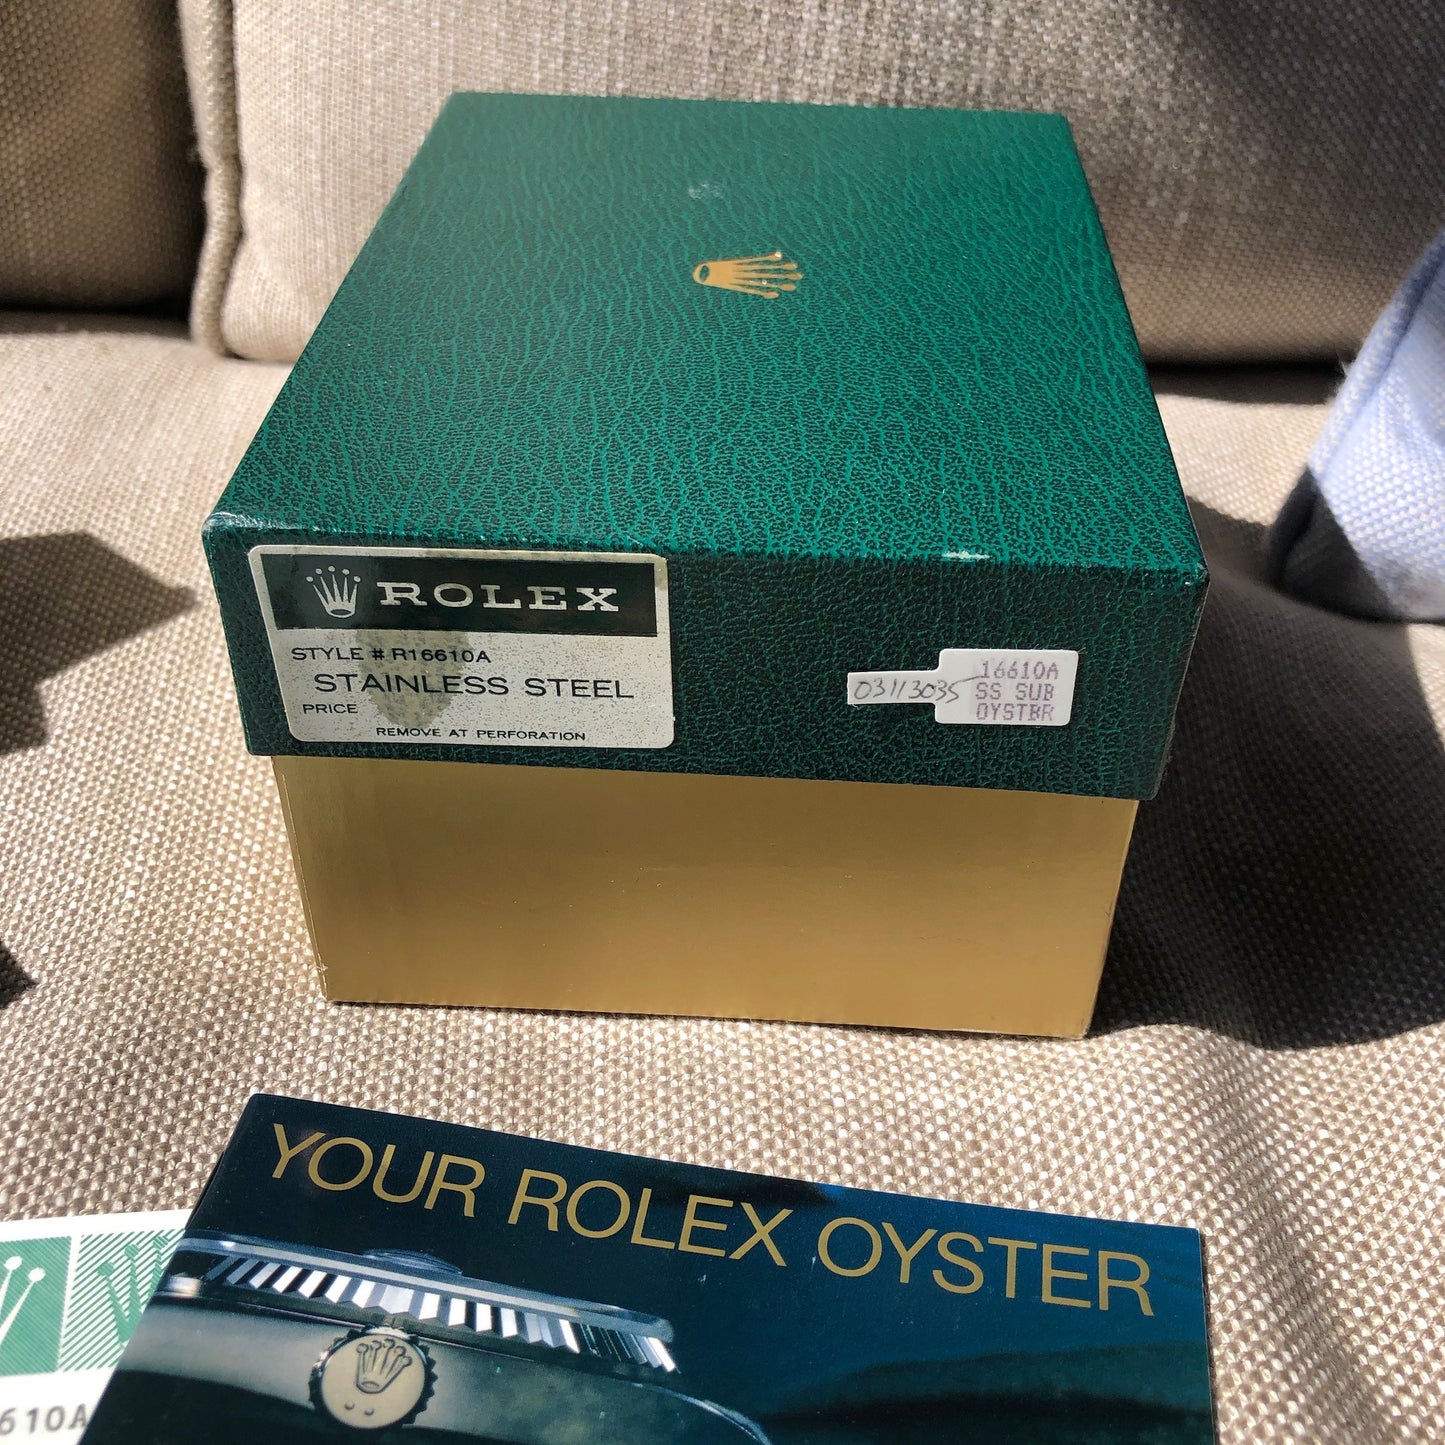 ROLEX
STYLE # R16610A
STAINLESS STEEL
PRICE
REMOVE AT PERFORATION
03113035
16610A
SS SUB
OYSTBR
YOUR ROLEX OYSTER
610A